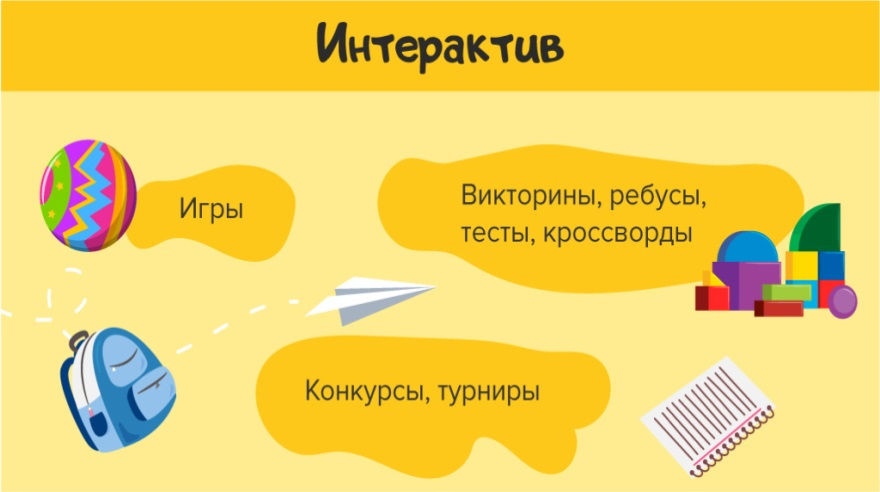 Интерактив
Игры
Викторины, ребусы,
тесты, кроссворды
Конкурсы, турниры